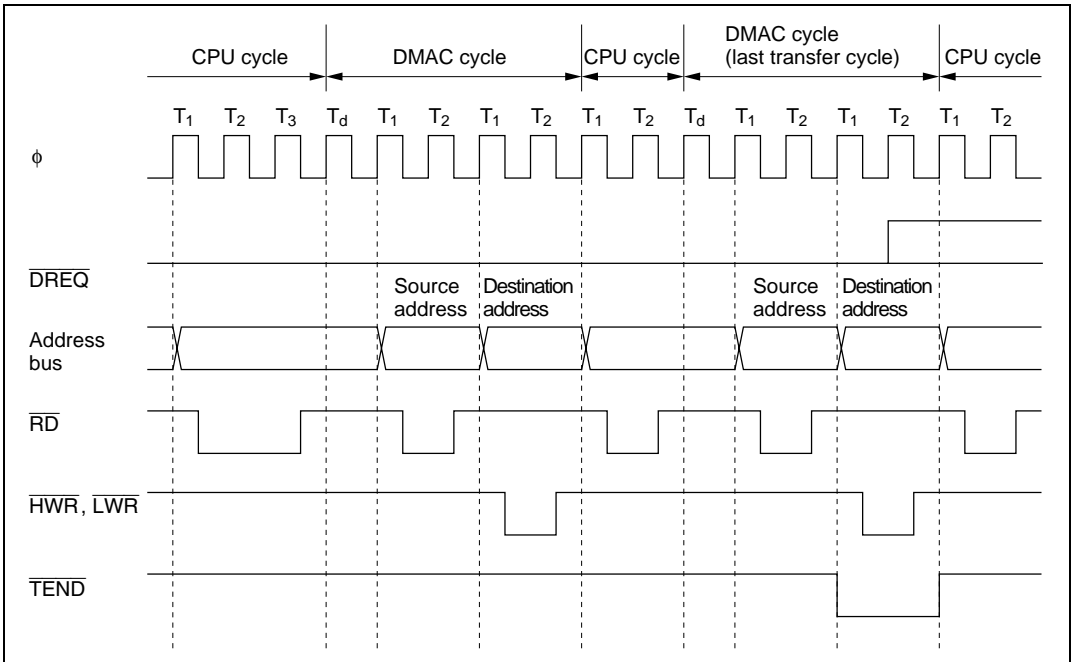 CPU cycle DMAC cycle CPU cycle DMAC cycle
(last transfer cycle) CPU cycle
T1 T2 T3 Td T1 T2 T1 T2 T1 T2 Td T1 T2 T1 T2 T1 T2
φ
DREQ
Source
address
Destination
address
Source
address
Destination
address
Address
bus
RD
HWR, LWR
TEND